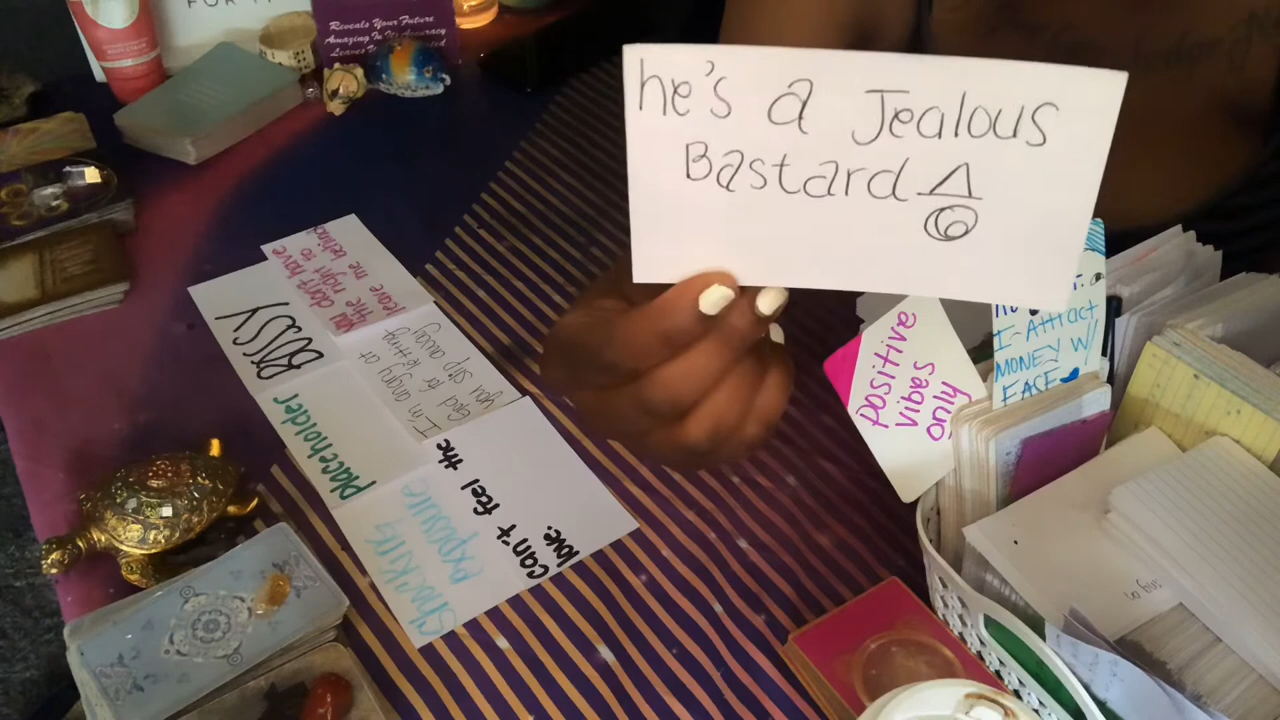 FOR
Reveals Your Future
Amazing In Its Accuracy
Leaves
he's a Jealous
Bastard
you don't have
the right to
leave me behind
BOSSY
I'm angry at
God for letting
you slip away
placeholder
can't feel the
love.
Shocking
exposure
positive
vibes
only
I Attract
MONEY W/
EASE